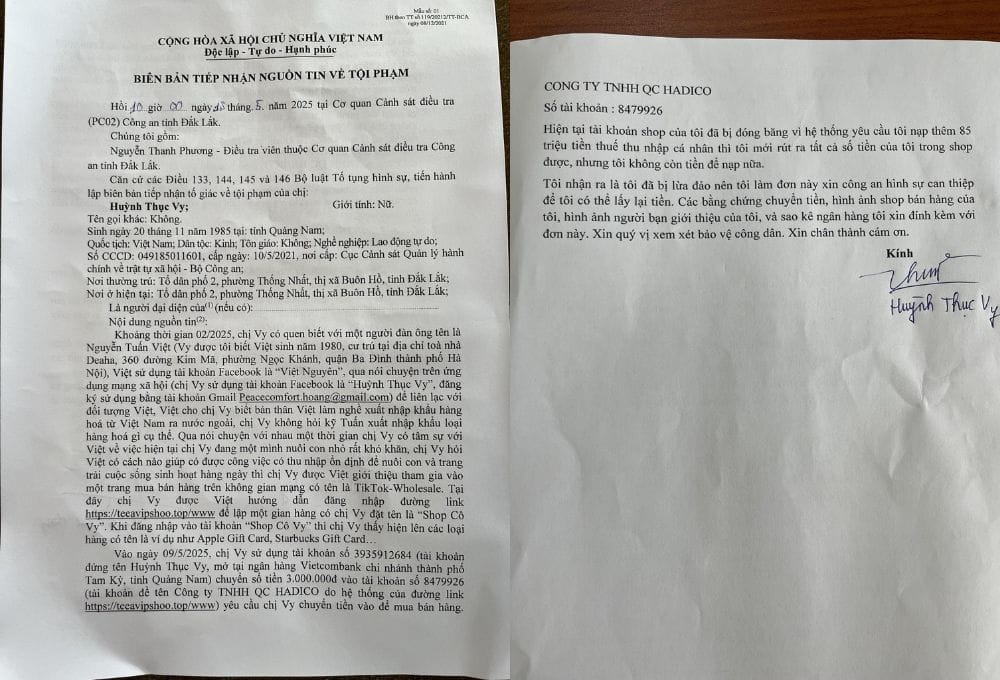 Mẫu số: 01
BH theo TT số 119/20212/TT-BCA
ngày 08/12/2021
CỘNG HÒA XÃ HỘI CHỦ NGHĨA VIỆT NAM
Độc lập - Tự do - Hạnh phúc
BIÊN BẢN TIẾP NHẬN NGUỒN TIN VỀ TỘI PHẠM
Hồi 10 giờ 00 ngày 13 tháng 5. năm 2025 tại Cơ quan Cảnh sát điều tra
(PC02) Công an tỉnh Đắk Lắk.
Chúng tôi gồm:
Nguyễn Thanh Phương - Điều tra viên thuộc Cơ quan Cảnh sát điều tra Công
an tỉnh Đắk Lắk.
Căn cứ các Điều 133, 144, 145 và 146 Bộ luật Tố tụng hình sự, tiến hành
lập biên bản tiếp nhận tố giác về tội phạm của chị:
Huỳnh Thục Vy; Giới tính: Nữ.
Tên gọi khác: Không.
Sinh ngày 20 tháng 11 năm 1985 tại: tỉnh Quảng Nam;
Quốc tịch: Việt Nam; Dân tộc: Kinh; Tôn giáo: Không; Nghề nghiệp: Lao động tự do;
Số CCCD: 049185011601, cấp ngày: 10/5/2021, nơi cấp: Cục Cảnh sát Quản lý hành
chính về trật tự xã hội - Bộ Công an;
Nơi thường trú: Tổ dân phố 2, phường Thống Nhất, thị xã Buôn Hồ, tỉnh Đắk Lắk;
Nơi ở hiện tại: Tổ dân phố 2, phường Thống Nhất, thị xã Buôn Hồ, tỉnh Đắk Lắk;
Là người đại diện của(1) (nếu có):
Nội dung nguồn tin(2):
Khoảng thời gian 02/2025, chị Vy có quen biết với một người đàn ông tên là
Nguyễn Tuấn Việt (Vy được tôi biết Việt sinh năm 1980, cư trú tại địa chỉ toà nhà
Deaha, 360 đường Kim Mã, phường Ngọc Khánh, quận Ba Đình thành phố Hà
Nội), Việt sử dụng tài khoản Facebook là “Việt Nguyên”, qua nói chuyện trên ứng
dụng mạng xã hội (chị Vy sử dụng tài khoản Facebook là “Huỳnh Thục Vy”, đăng
ký sử dụng bằng tài khoản Gmail Peacecomfort.hoang@gmail.com) để liên lạc với
đối tượng Việt, Việt cho chị Vy biết bản thân Việt làm nghề xuất nhập khẩu hàng
hoá từ Việt Nam ra nước ngoài, chị Vy không hỏi kỹ Tuấn xuất nhập khẩu loại
hàng hoá gì cụ thể. Qua nói chuyện với nhau một thời gian chị Vy có tâm sự với
Việt về việc hiện tại chị Vy đang một mình nuôi con nhỏ rất khó khăn, chị Vy hỏi
Việt có cách nào giúp có được công việc có thu nhập ổn định để nuôi con và trang
trải cuộc sống sinh hoạt hàng ngày thì chị Vy được Việt giới thiệu tham gia vào
một trang mua bán hàng trên không gian mạng có tên là TikTok-Wholesale. Tại
đây chị Vy được Việt hướng dẫn đăng nhập đường link
https://teeavipshoo.top/www để lập một gian hàng có chị Vy đặt tên là “Shop Cô
Vy”. Khi đăng nhập vào tài khoản “Shop Cô Vy” thì chị Vy thấy hiện lên các loại
hàng có tên là ví dụ như Apple Gift Card, Starbucks Gift Card…
Vào ngày 09/5/2025, chị Vy sử dụng tài khoản số 3935912684 (tài khoản
đứng tên Huỳnh Thục Vy, mở tại ngân hàng Vietcombank chi nhánh thành phố
Tam Kỳ, tỉnh Quảng Nam) chuyển số tiền 3.000.000đ vào tài khoản số 8479926
(tài khoản để tên Công ty TNHH QC HADICO do hệ thống của đường link
https://teeavipshoo.top/www) yêu cầu chị Vy chuyển tiền vào để mua bán hàng.
CONG TY TNHH QC HADICO
Số tài khoản : 8479926
Hiện tại tài khoản shop của tôi đã bị đóng băng vì hệ thống yêu cầu tôi nạp thêm 85
triệu tiền thuế thu nhập cá nhân thì tôi mới rút ra tất cả số tiền của tôi trong shop
được, nhưng tôi không còn tiền để nạp nữa.
Tôi nhận ra là tôi đã bị lừa đảo nên tôi làm đơn này xin công an hình sự can thiệp
để tôi có thể lấy lại tiền. Các bằng chứng chuyển tiền, hình ảnh shop bán hàng của
tôi, hình ảnh người bạn giới thiệu của tôi, và sao kê ngân hàng tôi xin đính kèm với
đơn này. Xin quý vị xem xét bảo vệ công dân. Xin chân thành cám ơn.
Kính
Huỳnh Thục Vy